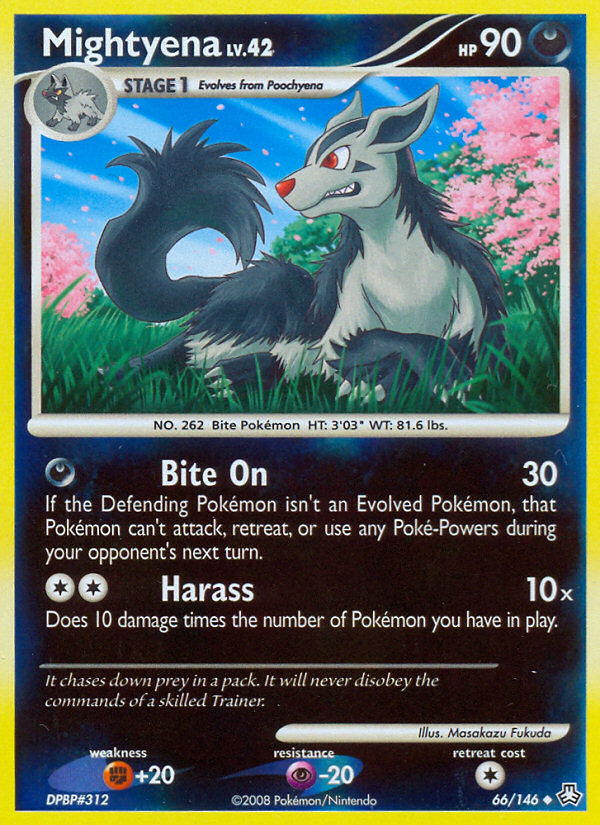 Mightyena LV.42 HP 90
STAGE 1 Evolves from Poochyena
NO. 262 Bite Pokémon HT: 3'03" WT: 81.6 lbs.
Bite On 30
If the Defending Pokémon isn't an Evolved Pokémon, that
Pokémon can't attack, retreat, or use any Poké-Powers during
your opponent's next turn.
Harass 10x
Does 10 damage times the number of Pokémon you have in play.
It chases down prey in a pack. It will never disobey the
commands of a skilled Trainer.
Illus. Masakazu Fukuda
weakness resistance retreat cost
+20 -20
DPBP#312 ©2008 Pokémon/Nintendo 66/146